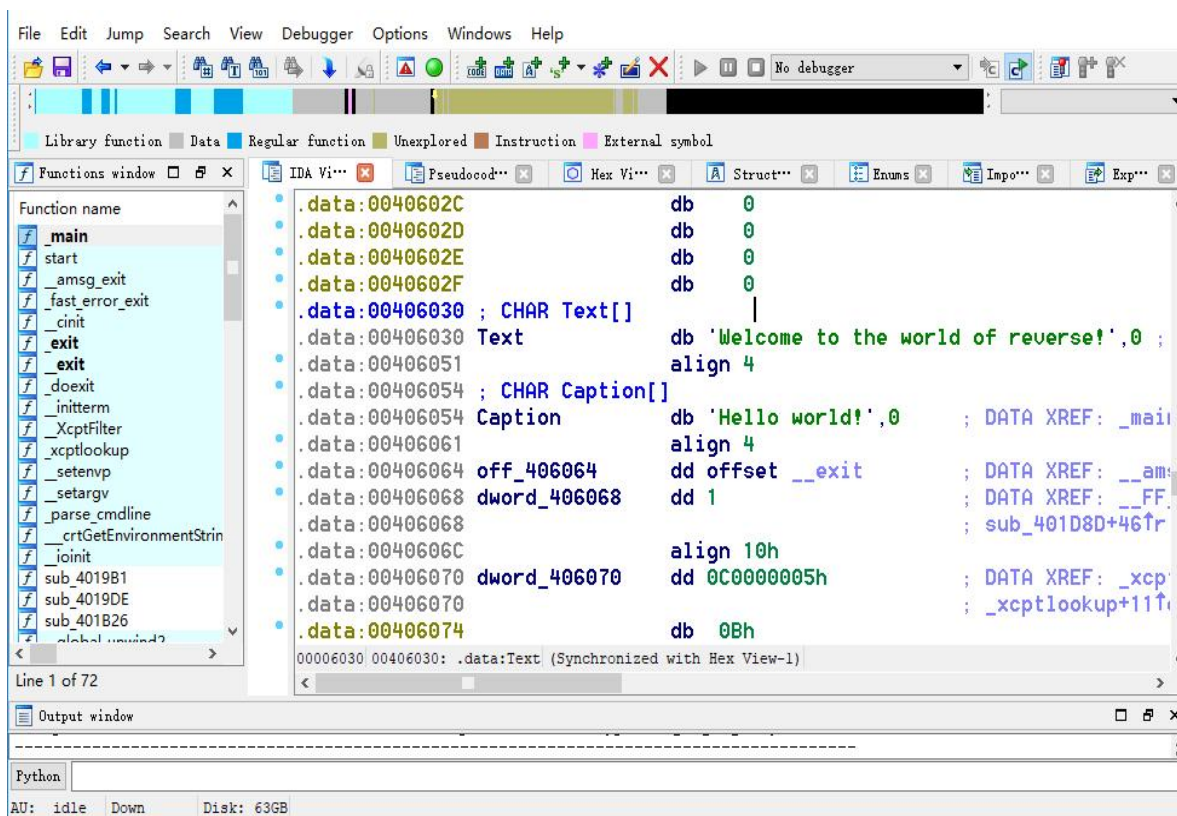 File Edit Jump Search View Debugger Options Windows Help
No debugger
Library function Data Regular function Unexplored Instruction External symbol
Functions window
IDA Vi··· Pseudocod··· Hex Vi··· Struct··· Enums Impo··· Exp···
Function name
_main
start
__amsg_exit
_fast_error_exit
__cinit
_exit
__exit
_doexit
__initterm
__XcptFilter
_xcptlookup
__setenvp
__setargv
_parse_cmdline
__crtGetEnvironmentStrin
__ioinit
sub_4019B1
sub_4019DE
sub_401B26
Line 1 of 72
.data:0040602C db 0
.data:0040602D db 0
.data:0040602E db 0
.data:0040602F db 0
.data:00406030 ; CHAR Text[]
.data:00406030 Text db 'Welcome to the world of reverse!',0 ;
.data:00406051 align 4
.data:00406054 ; CHAR Caption[]
.data:00406054 Caption db 'Hello world!',0 ; DATA XREF: _mai
.data:00406061 align 4
.data:00406064 off_406064 dd offset __exit ; DATA XREF: __am
.data:00406068 dword_406068 dd 1 ; DATA XREF: __FF_
.data:00406068 ; sub_401D8D+46↑r
.data:0040606C align 10h
.data:00406070 dword_406070 dd 0C0000005h ; DATA XREF: _xcp
.data:00406070 ; _xcptlookup+11↑
.data:00406074 db 0Bh
00006030 00406030: .data:Text (Synchronized with Hex View-1)
Output window
Python
AU: idle Down Disk: 63GB